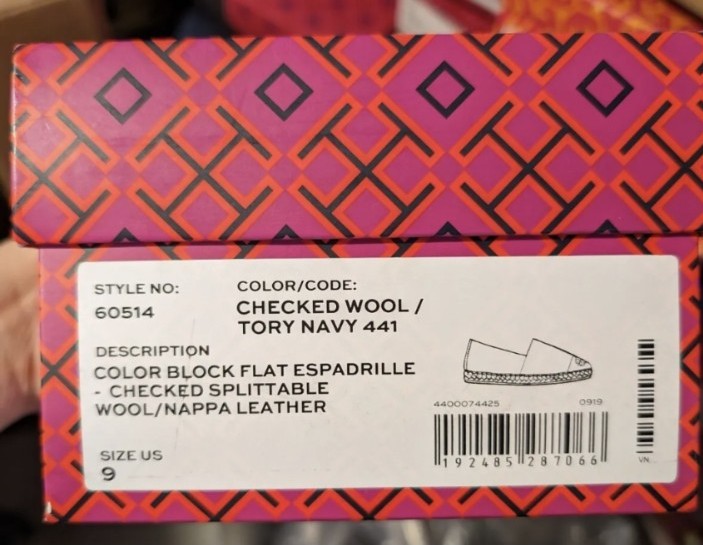 STYLE NO:
60514
COLOR/CODE:
CHECKED WOOL /
TORY NAVY 441
DESCRIPTION
COLOR BLOCK FLAT ESPADRILLE
- CHECKED SPLITTABLE
WOOL/NAPPA LEATHER
SIZE US
9
4400074425 0919
192485 287066
VN